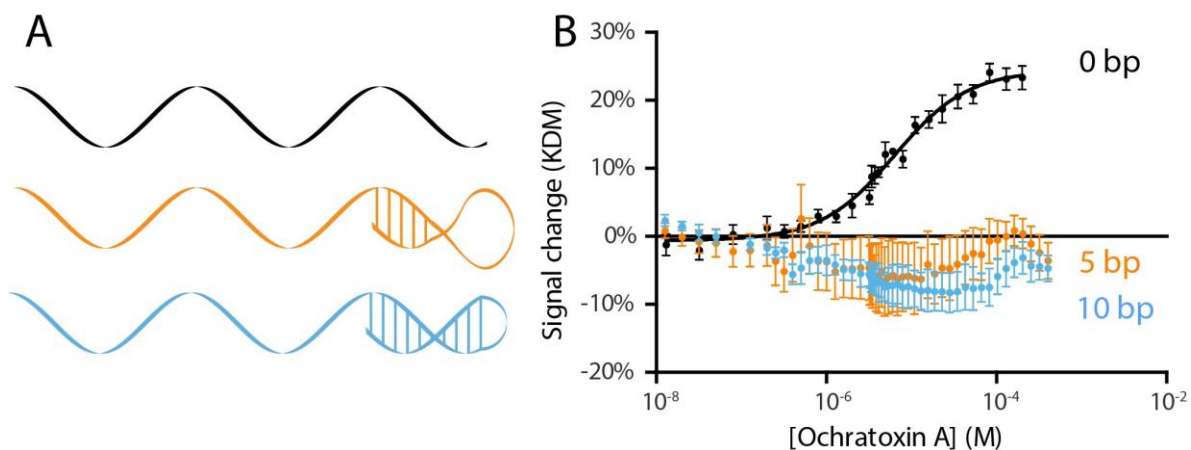 A
B
30%
20%
10%
0%
-10%
-20%
Signal change (KDM)
0 bp
5 bp
10 bp
10-8
10-6
10-4
10-2
[Ochratoxin A] (M)